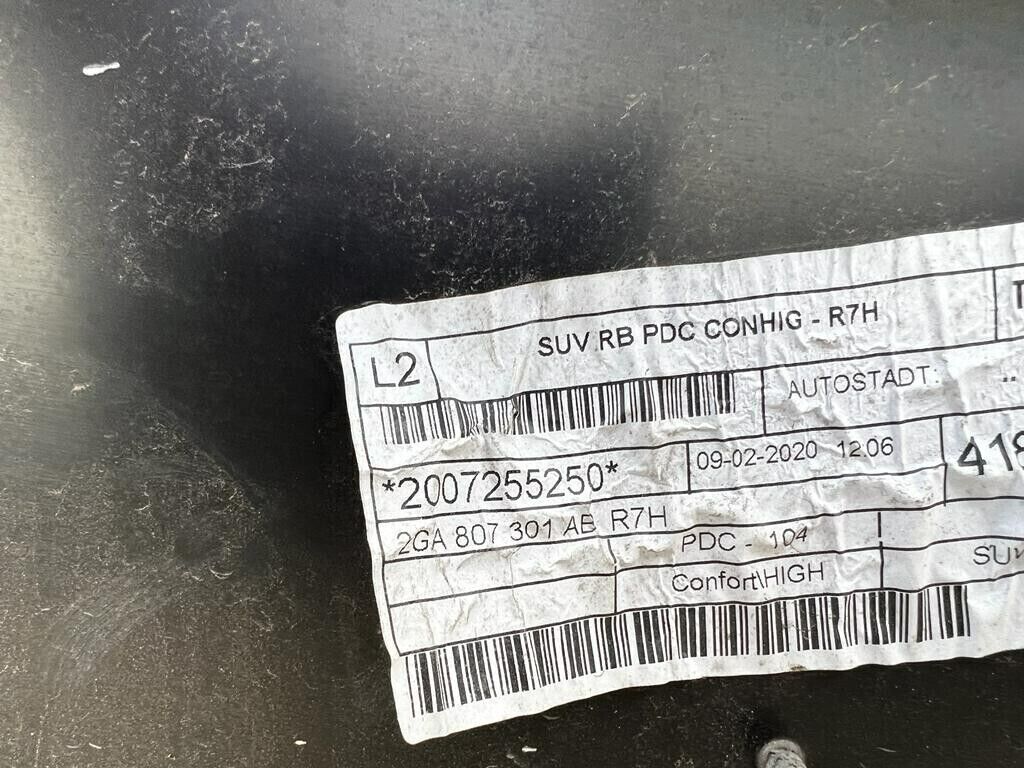 L2
SUV RB PDC CONHIG - R7H
AUTOSTADT: ..
*2007255250*
09-02-2020 12:06
418
2GA 807 301 AB R7H
PDC - 104
Confort\HIGH